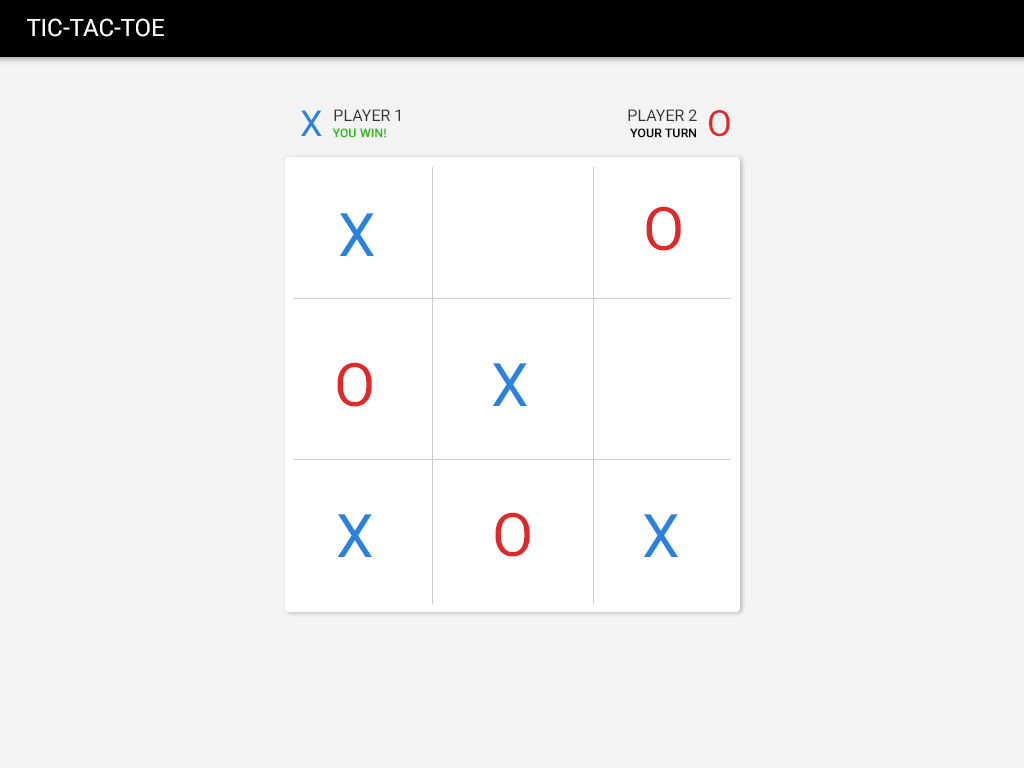 TIC-TAC-TOE
X PLAYER 1
YOU WIN!
PLAYER 2 O
YOUR TURN
X O
O X
X O X